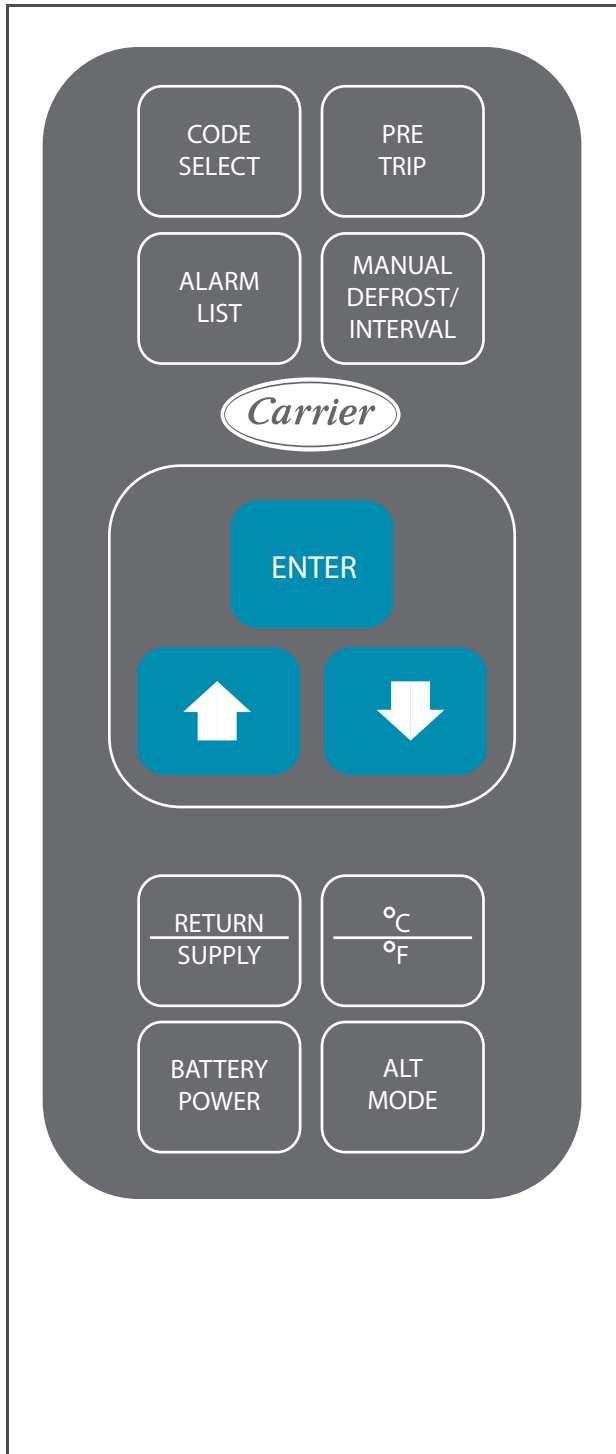 CODE
SELECT
PRE
TRIP
ALARM
LIST
MANUAL
DEFROST/
INTERVAL
Carrier
ENTER
RETURN
SUPPLY
°C
°F
BATTERY
POWER
ALT
MODE